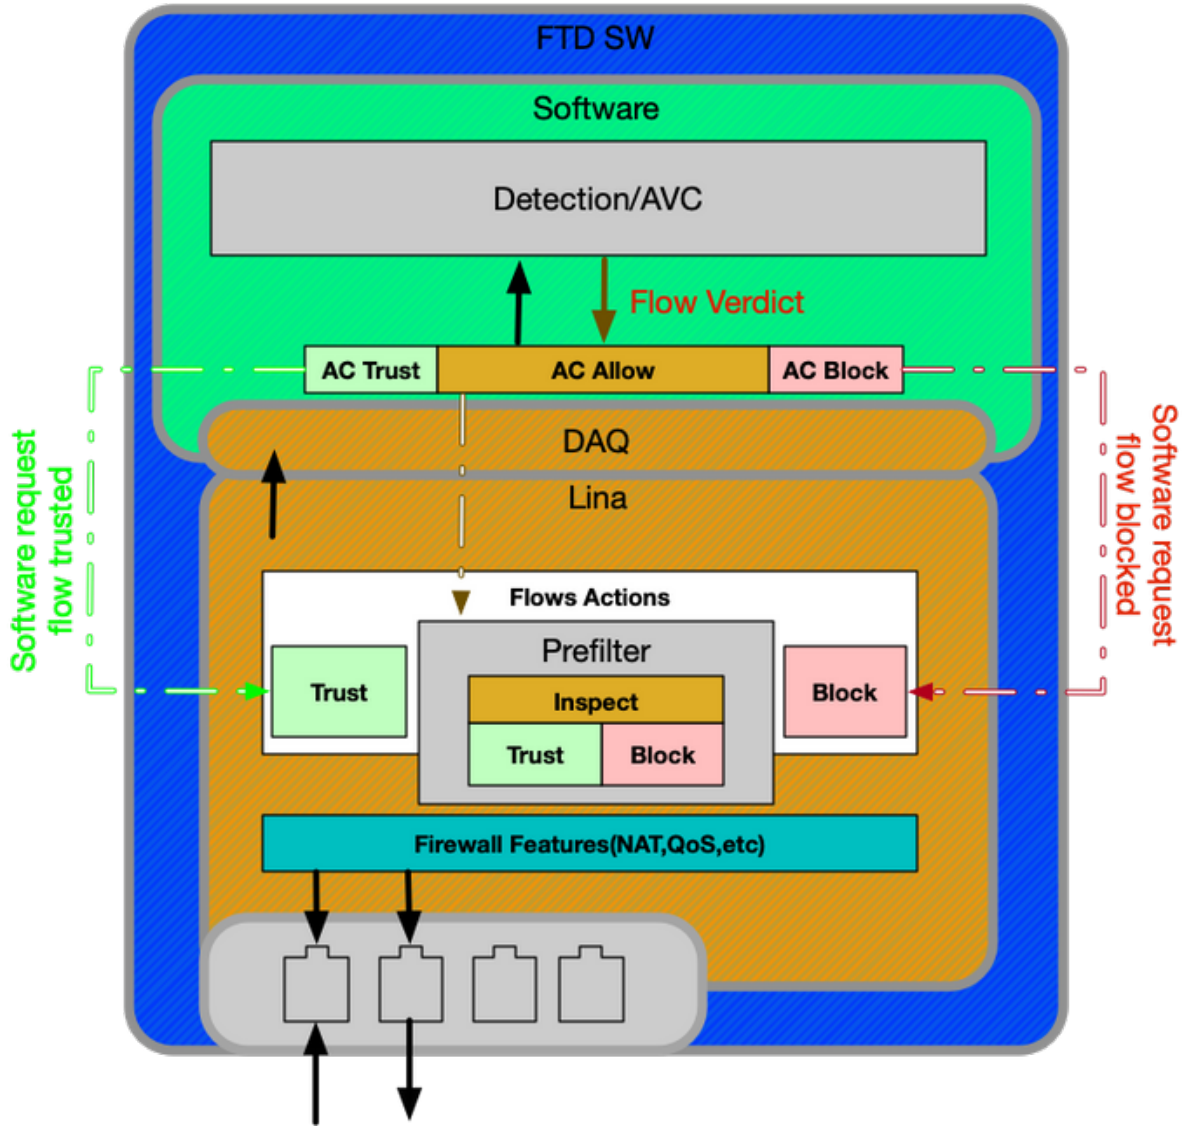 FTD SW
Software
Detection/AVC
Flow Verdict
AC Trust
AC Allow
AC Block
DAQ
Lina
Software request
flow trusted
Software request
flow blocked
Flows Actions
Prefilter
Trust
Inspect
Trust
Block
Block
Firewall Features(NAT,QoS,etc)